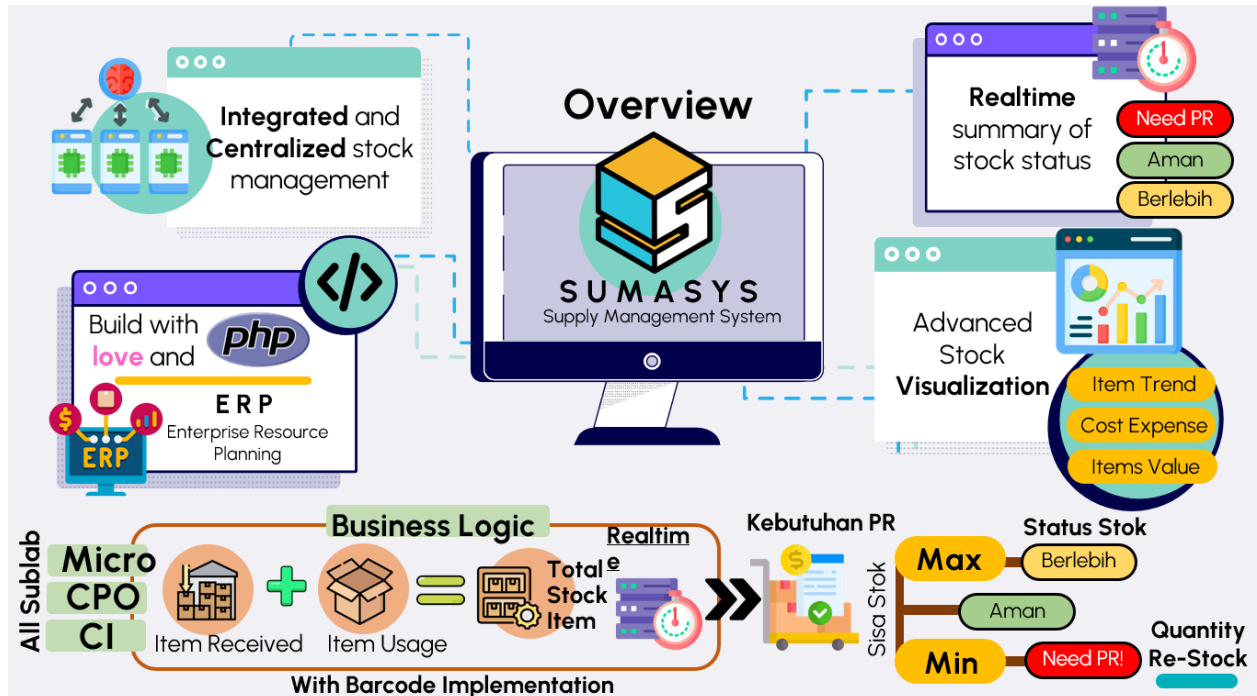 Overview
Integrated and
Centralized stock
management
Realtime
summary of
stock status
Need PR
Aman
Berlebih
SUMASYS
Supply Management System
Build with
love and
php
ERP
Enterprise Resource
Planning
ERP
Advanced
Stock
Visualization
Item Trend
Cost Expense
Items Value
Business Logic
All Sublab
Micro
CPO
CI
Item Received
Item Usage
Total
Stock
Item
Realtim
e
With Barcode Implementation
Kebutuhan PR
Sisa Stok
Status Stok
Max
Berlebih
Aman
Min
Need PR!
Quantity
Re-Stock